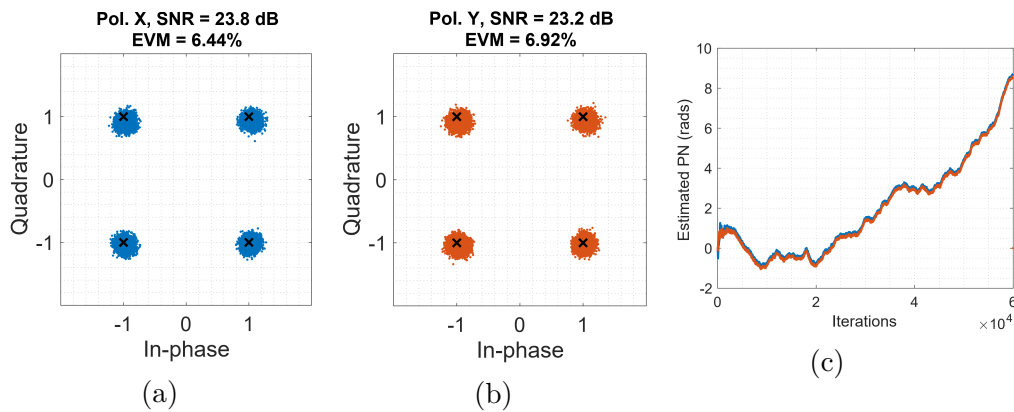 Pol. X, SNR = 23.8 dB
EVM = 6.44%
Quadrature
1
0
-1
-1 0 1
In-phase
(a)
Pol. Y, SNR = 23.2 dB
EVM = 6.92%
Quadrature
1
0
-1
-1 0 1
In-phase
(b)
Estimated PN (rads)
10
8
6
4
2
0
-2
0 2 4 6
Iterations
×10^4
(c)